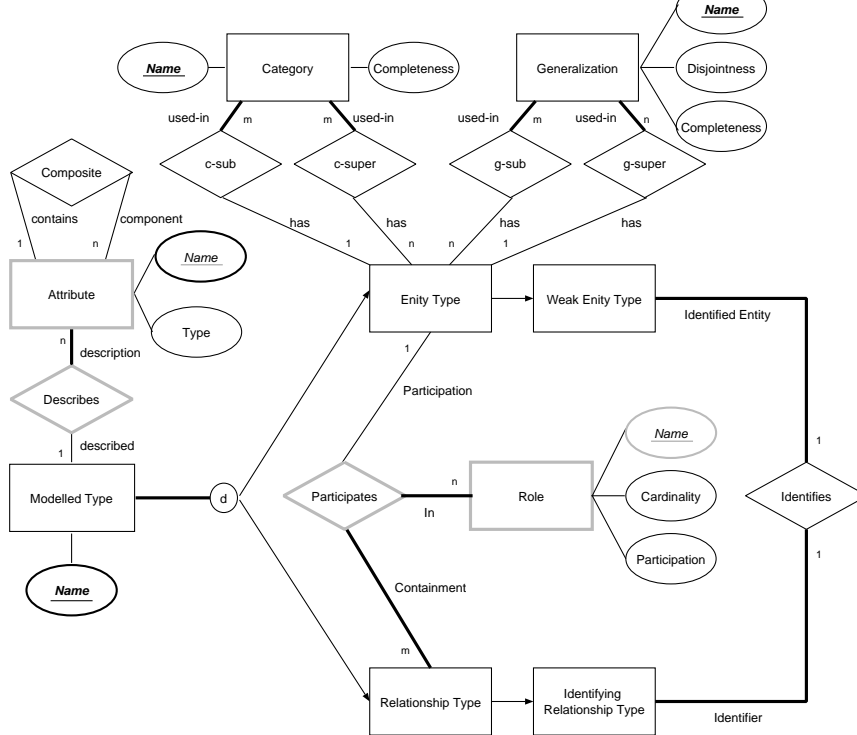 Name
Name
Category
Completeness
Generalization
Disjointness
Completeness
used-in
m
m
used-in
used-in
m
used-in
n
c-sub
c-super
g-sub
g-super
Composite
contains
component
1
n
has
1
has
n
has
n
has
1
Name
Attribute
Type
Enity Type
Weak Enity Type
Identified Entity
n
description
1
Participation
Describes
1
described
Name
Modelled Type
d
Participates
n
In
Role
Cardinality
Participation
1
Identifies
1
Name
Containment
m
Relationship Type
Identifying
Relationship Type
Identifier